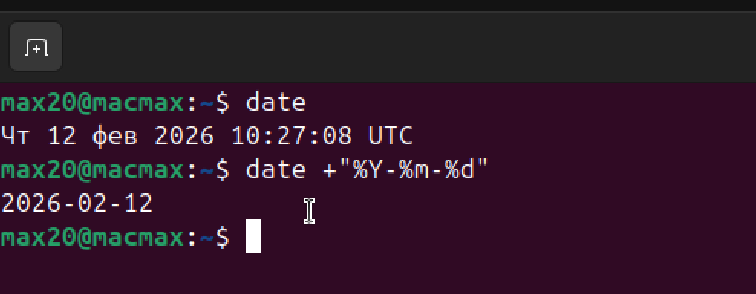 max20@macmax:~$ date
Чт 12 фев 2026 10:27:08 UTC
max20@macmax:~$ date +"%Y-%m-%d"
2026-02-12
max20@macmax:~$